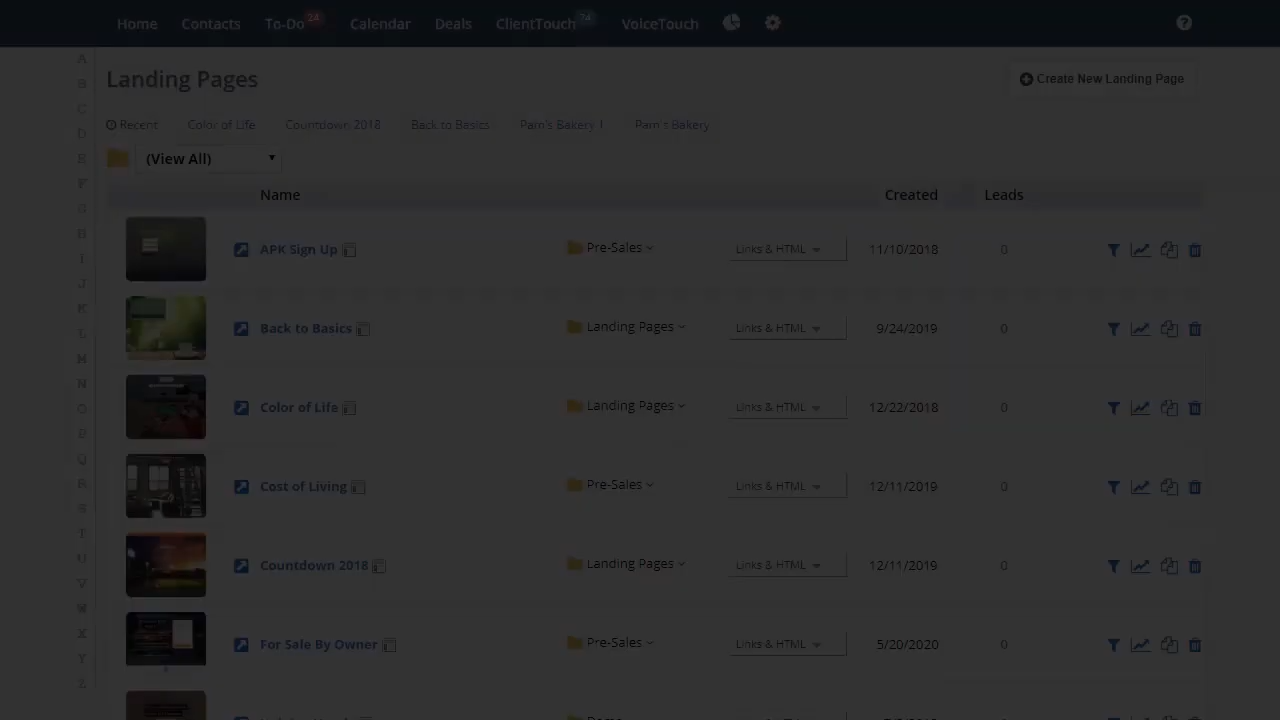 Home Contacts To-Do 24 Calendar Deals ClientTouch 74 VoiceTouch
Landing Pages
Create New Landing Page
Recent Color of Life Countdown 2018 Back to Basics Pam's Bakery 1 Pam's Bakery
(View All)
Name Created Leads
APK Sign Up Pre-Sales Links & HTML 11/10/2018 0
Back to Basics Landing Pages Links & HTML 9/24/2019 0
Color of Life Landing Pages Links & HTML 12/22/2018 0
Cost of Living Pre-Sales Links & HTML 12/11/2019 0
Countdown 2018 Landing Pages Links & HTML 12/11/2019 0
For Sale By Owner Pre-Sales Links & HTML 5/20/2020 0
A
B
C
D
E
F
G
H
I
J
K
L
M
N
O
P
Q
R
S
T
U
V
W
X
Y
Z